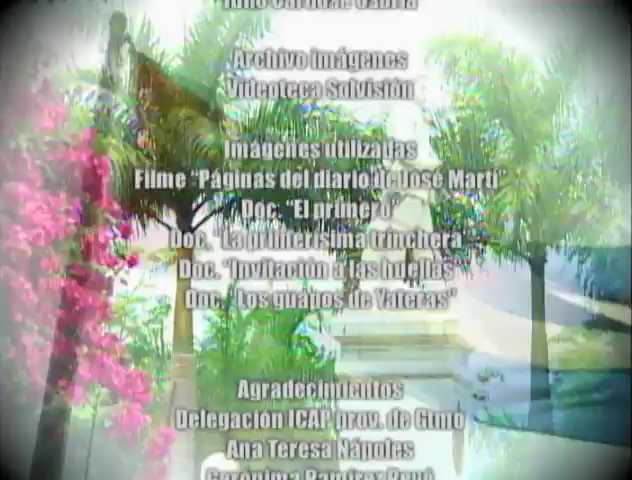 Archivo imágenes
Videoteca Solvisión
Imágenes utilizadas
Filme "Páginas del diario de José Martí"
Doc. "El primero"
Doc. "La primerísima trinchera"
Doc. "Invitación a las huellas"
Doc. "Los guapos de Yateras"
Agradecimientos
Delegación ICAP prov. de Gtmo
Ana Teresa Nápoles
Ramírez